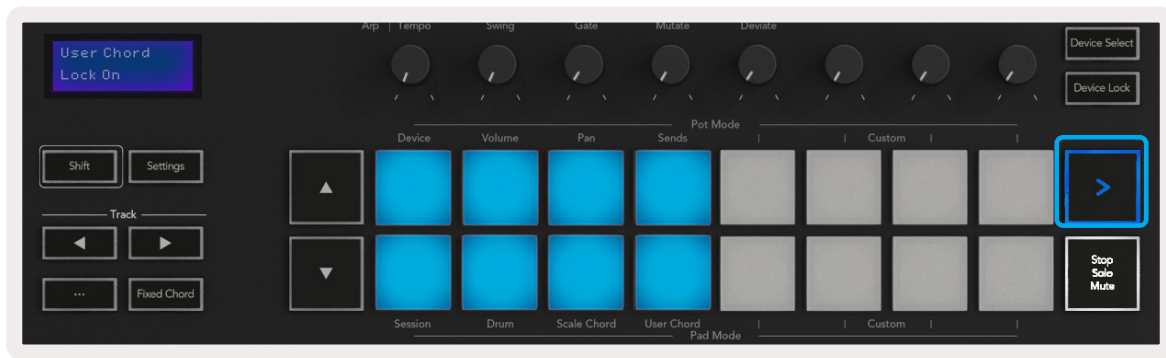 Arp | Tempo Swing Gate Mutate Deviate
User Chord
Lock On
Device Select
Device Lock
Pot Mode
Device Volume Pan Sends | | Custom | |
Shift Settings
>
Track
... Fixed Chord
Stop
Solo
Mute
Session Drum Scale Chord User Chord | | Custom | |
Pad Mode